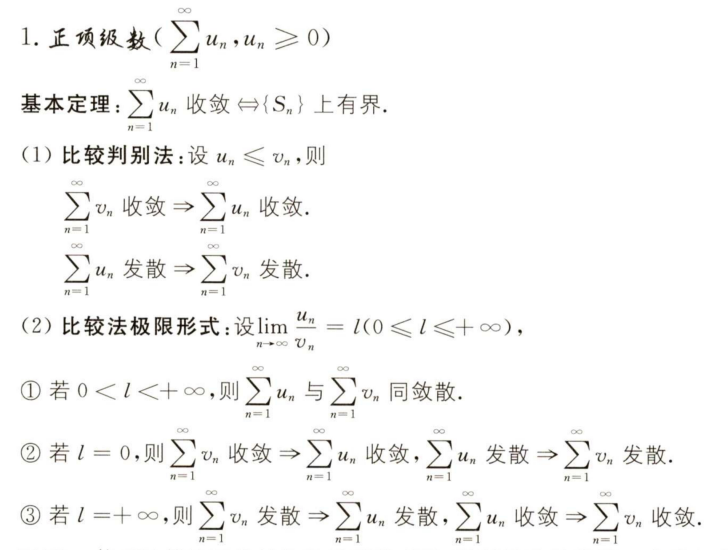 1. 正项级数($\sum_{n=1}^{\infty} u_n, u_n \geqslant 0$)
基本定理:$\sum_{n=1}^{\infty} u_n$ 收敛 $\Leftrightarrow \{S_n\}$ 上有界.
(1) 比较判别法:设 $u_n \leqslant v_n$,则
$\sum_{n=1}^{\infty} v_n$ 收敛 $\Rightarrow \sum_{n=1}^{\infty} u_n$ 收敛.
$\sum_{n=1}^{\infty} u_n$ 发散 $\Rightarrow \sum_{n=1}^{\infty} v_n$ 发散.
(2) 比较法极限形式:设$\lim_{n \to \infty} \frac{u_n}{v_n} = l(0 \leqslant l \leqslant +\infty)$,
① 若 $0 < l < +\infty$,则 $\sum_{n=1}^{\infty} u_n$ 与 $\sum_{n=1}^{\infty} v_n$ 同敛散.
② 若 $l = 0$,则 $\sum_{n=1}^{\infty} v_n$ 收敛 $\Rightarrow \sum_{n=1}^{\infty} u_n$ 收敛, $\sum_{n=1}^{\infty} u_n$ 发散 $\Rightarrow \sum_{n=1}^{\infty} v_n$ 发散.
③ 若 $l = +\infty$,则 $\sum_{n=1}^{\infty} v_n$ 发散 $\Rightarrow \sum_{n=1}^{\infty} u_n$ 发散, $\sum_{n=1}^{\infty} u_n$ 收敛 $\Rightarrow \sum_{n=1}^{\infty} v_n$ 收敛.